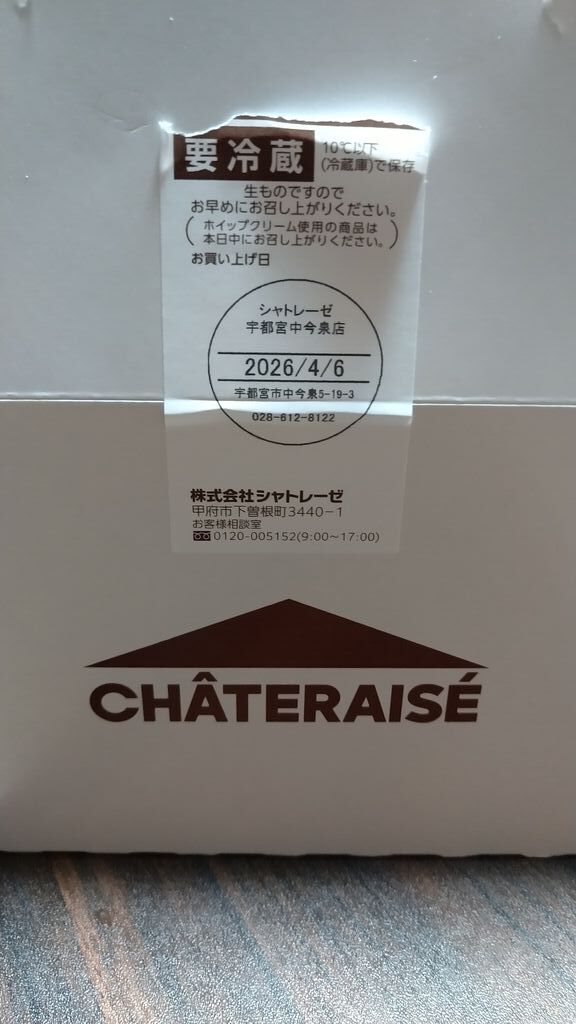 要冷蔵 10℃以下
(冷蔵庫)で保存
生ものですので
お早めにお召し上がりください。
(ホイップクリーム使用の商品は
本日中にお召し上がりください。)
お買い上げ日
シャトレーゼ
宇都宮中今泉店
2026/4/6
宇都宮市中今泉5-19-3
028-612-8122
株式会社シャトレーゼ
甲府市下曽根町3440-1
お客様相談室
0120-005152(9:00~17:00)
CHÂTERAISÉ